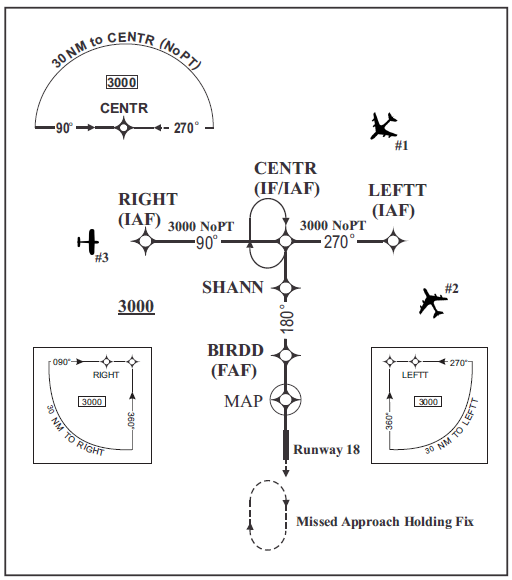 30 NM to CENTR (NoPT)
3000
CENTR
90° 270°
#1
CENTR
(IF/IAF)
RIGHT
(IAF)
LEFTT
(IAF)
3000 NoPT
90°
3000 NoPT
270°
#3
SHANN
#2
3000
180°
BIRDD
(FAF)
MAP
090°
RIGHT
3000
360°
30 NM TO RIGHT
270°
LEFTT
3000
360°
30 NM TO LEFTT
Runway 18
Missed Approach Holding Fix